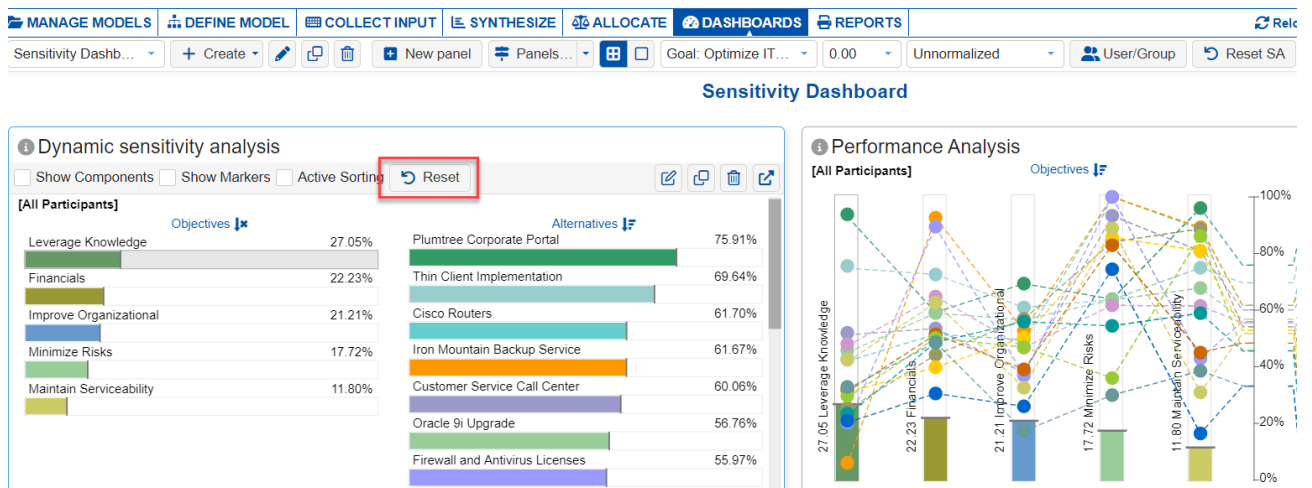 MANAGE MODELS DEFINE MODEL COLLECT INPUT SYNTHESIZE ALLOCATE DASHBOARDS REPORTS
Sensitivity Dashb... Create New panel Panels... Goal: Optimize IT... 0.00 Unnormalized User/Group Reset SA
Sensitivity Dashboard
Dynamic sensitivity analysis
Show Components Show Markers Active Sorting Reset
[All Participants]
Objectives
Leverage Knowledge 27.05%
Financials 22.23%
Improve Organizational 21.21%
Minimize Risks 17.72%
Maintain Serviceability 11.80%
Alternatives
Plumtree Corporate Portal 75.91%
Thin Client Implementation 69.64%
Cisco Routers 61.70%
Iron Mountain Backup Service 61.67%
Customer Service Call Center 60.06%
Oracle 9i Upgrade 56.76%
Firewall and Antivirus Licenses 55.97%
Performance Analysis
[All Participants]
Objectives
27.05 Leverage Knowledge
22.23 Financials
21.21 Improve Organizational
17.72 Minimize Risks
11.80 Maintain Serviceability
100%
80%
60%
40%
20%
0%